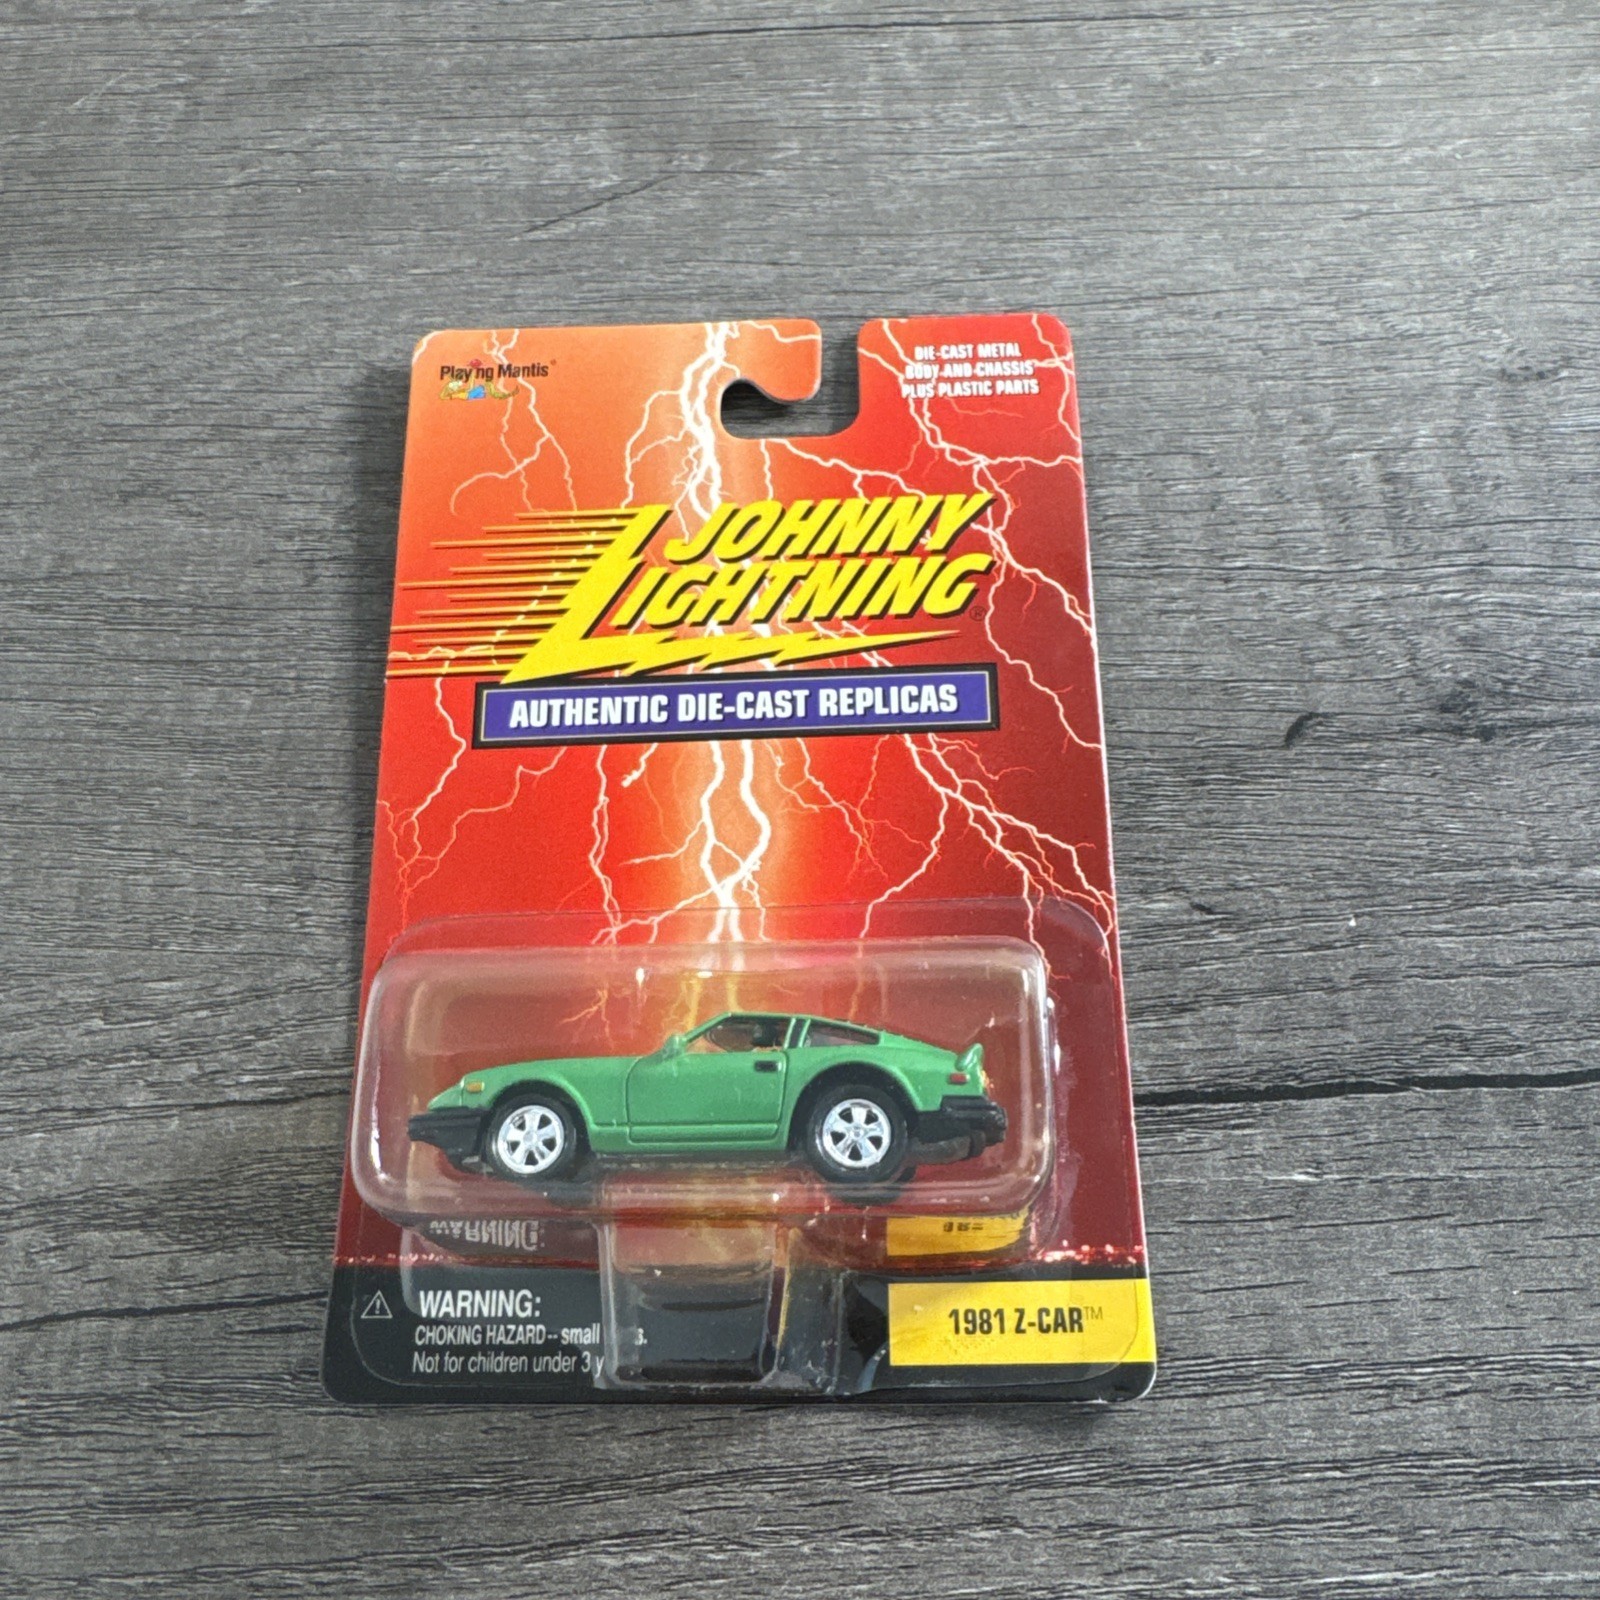 Playing Mantis®
DIE-CAST METAL
BODY AND CHASSIS
PLUS PLASTIC PARTS
JOHNNY
LIGHTNING®
AUTHENTIC DIE-CAST REPLICAS
WARNING:
CHOKING HAZARD -- small s.
Not for children under 3 y
1981 Z-CAR™